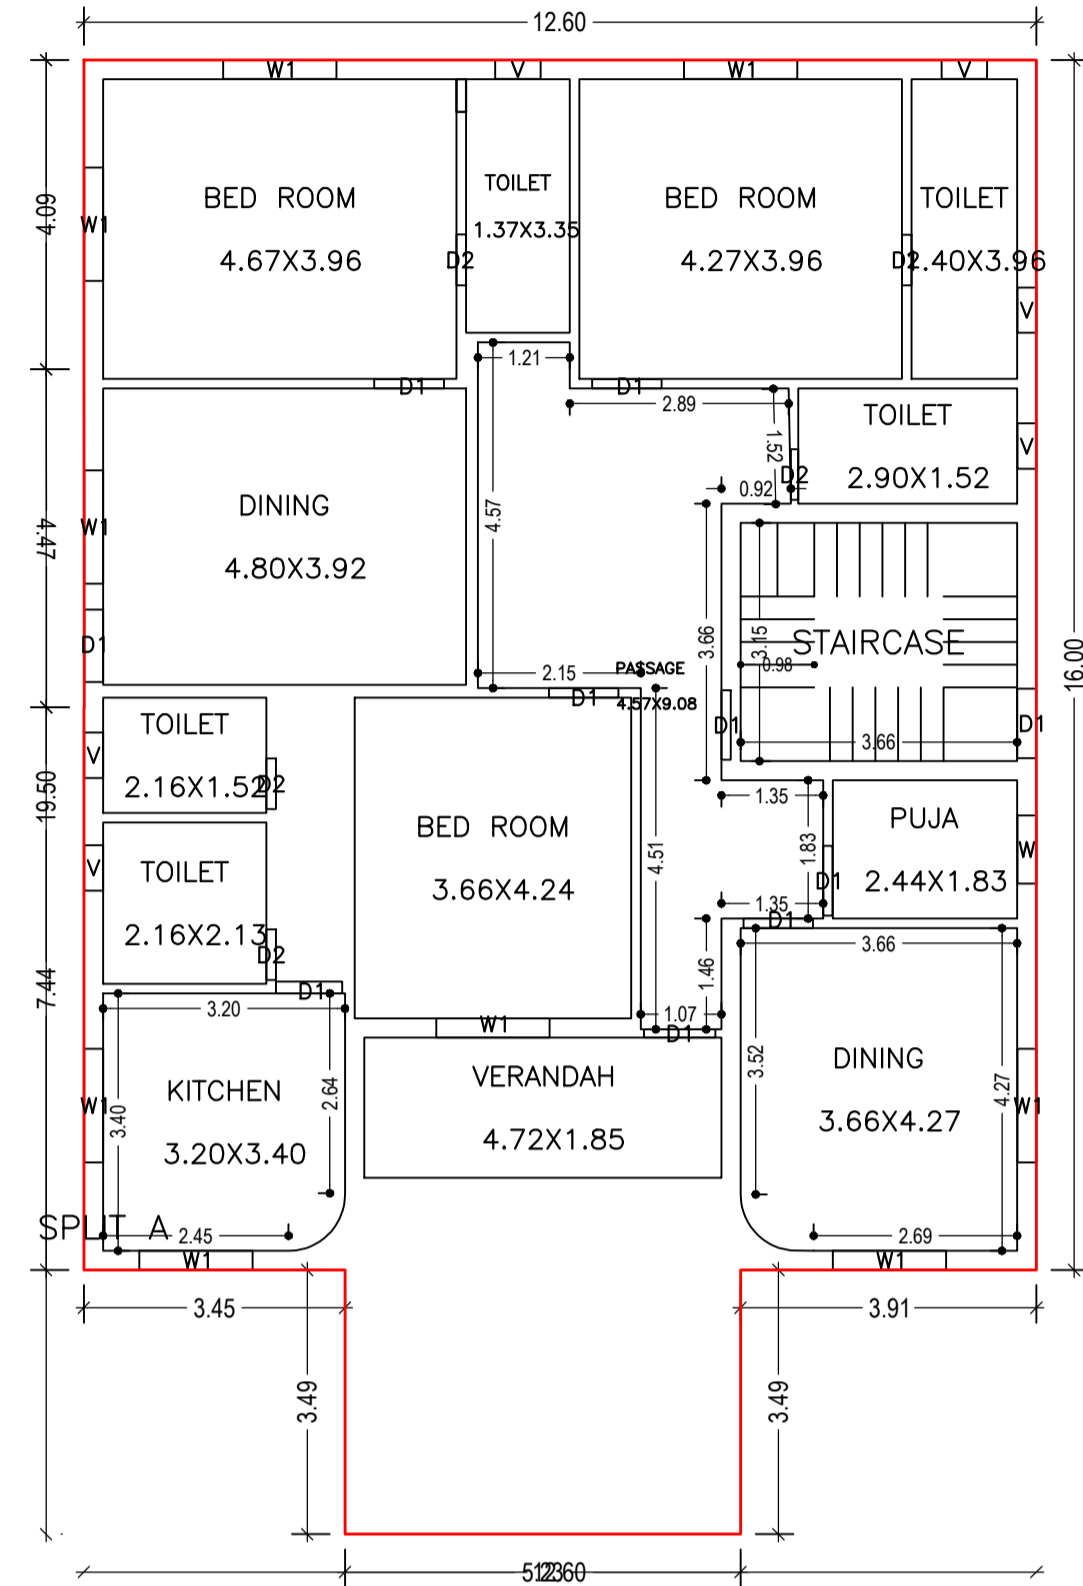 12.60
W1
V
W1
V
4.09
W1
BED ROOM
4.67X3.96
TOILET
1.37X3.35
D2
BED ROOM
4.27X3.96
TOILET
.40X3.96
V
D1
1.21
D1
2.89
1.52
TOILET
2.90X1.52
V
D2
0.92
4.47
W1
DINING
4.80X3.92
4.57
D1
3.66
3.15
STAIRCASE
0.98
16.00
2.15
PASSAGE
4.57X9.08
D1
D1
3.66
D1
TOILET
2.16X1.52
V
D2
19.50
BED ROOM
3.66X4.24
1.35
1.83
PUJA
2.44X1.83
W
D1
V
TOILET
2.16X2.13
D2
4.51
1.35
D1
3.66
7.44
D1
3.20
W1
1.07
1.46
D1
KITCHEN
3.20X3.40
W1
3.40
2.64
VERANDAH
4.72X1.85
3.52
DINING
3.66X4.27
4.27
W1
SPLIT A
2.45
W1
2.69
W1
3.45
3.91
3.49
3.49